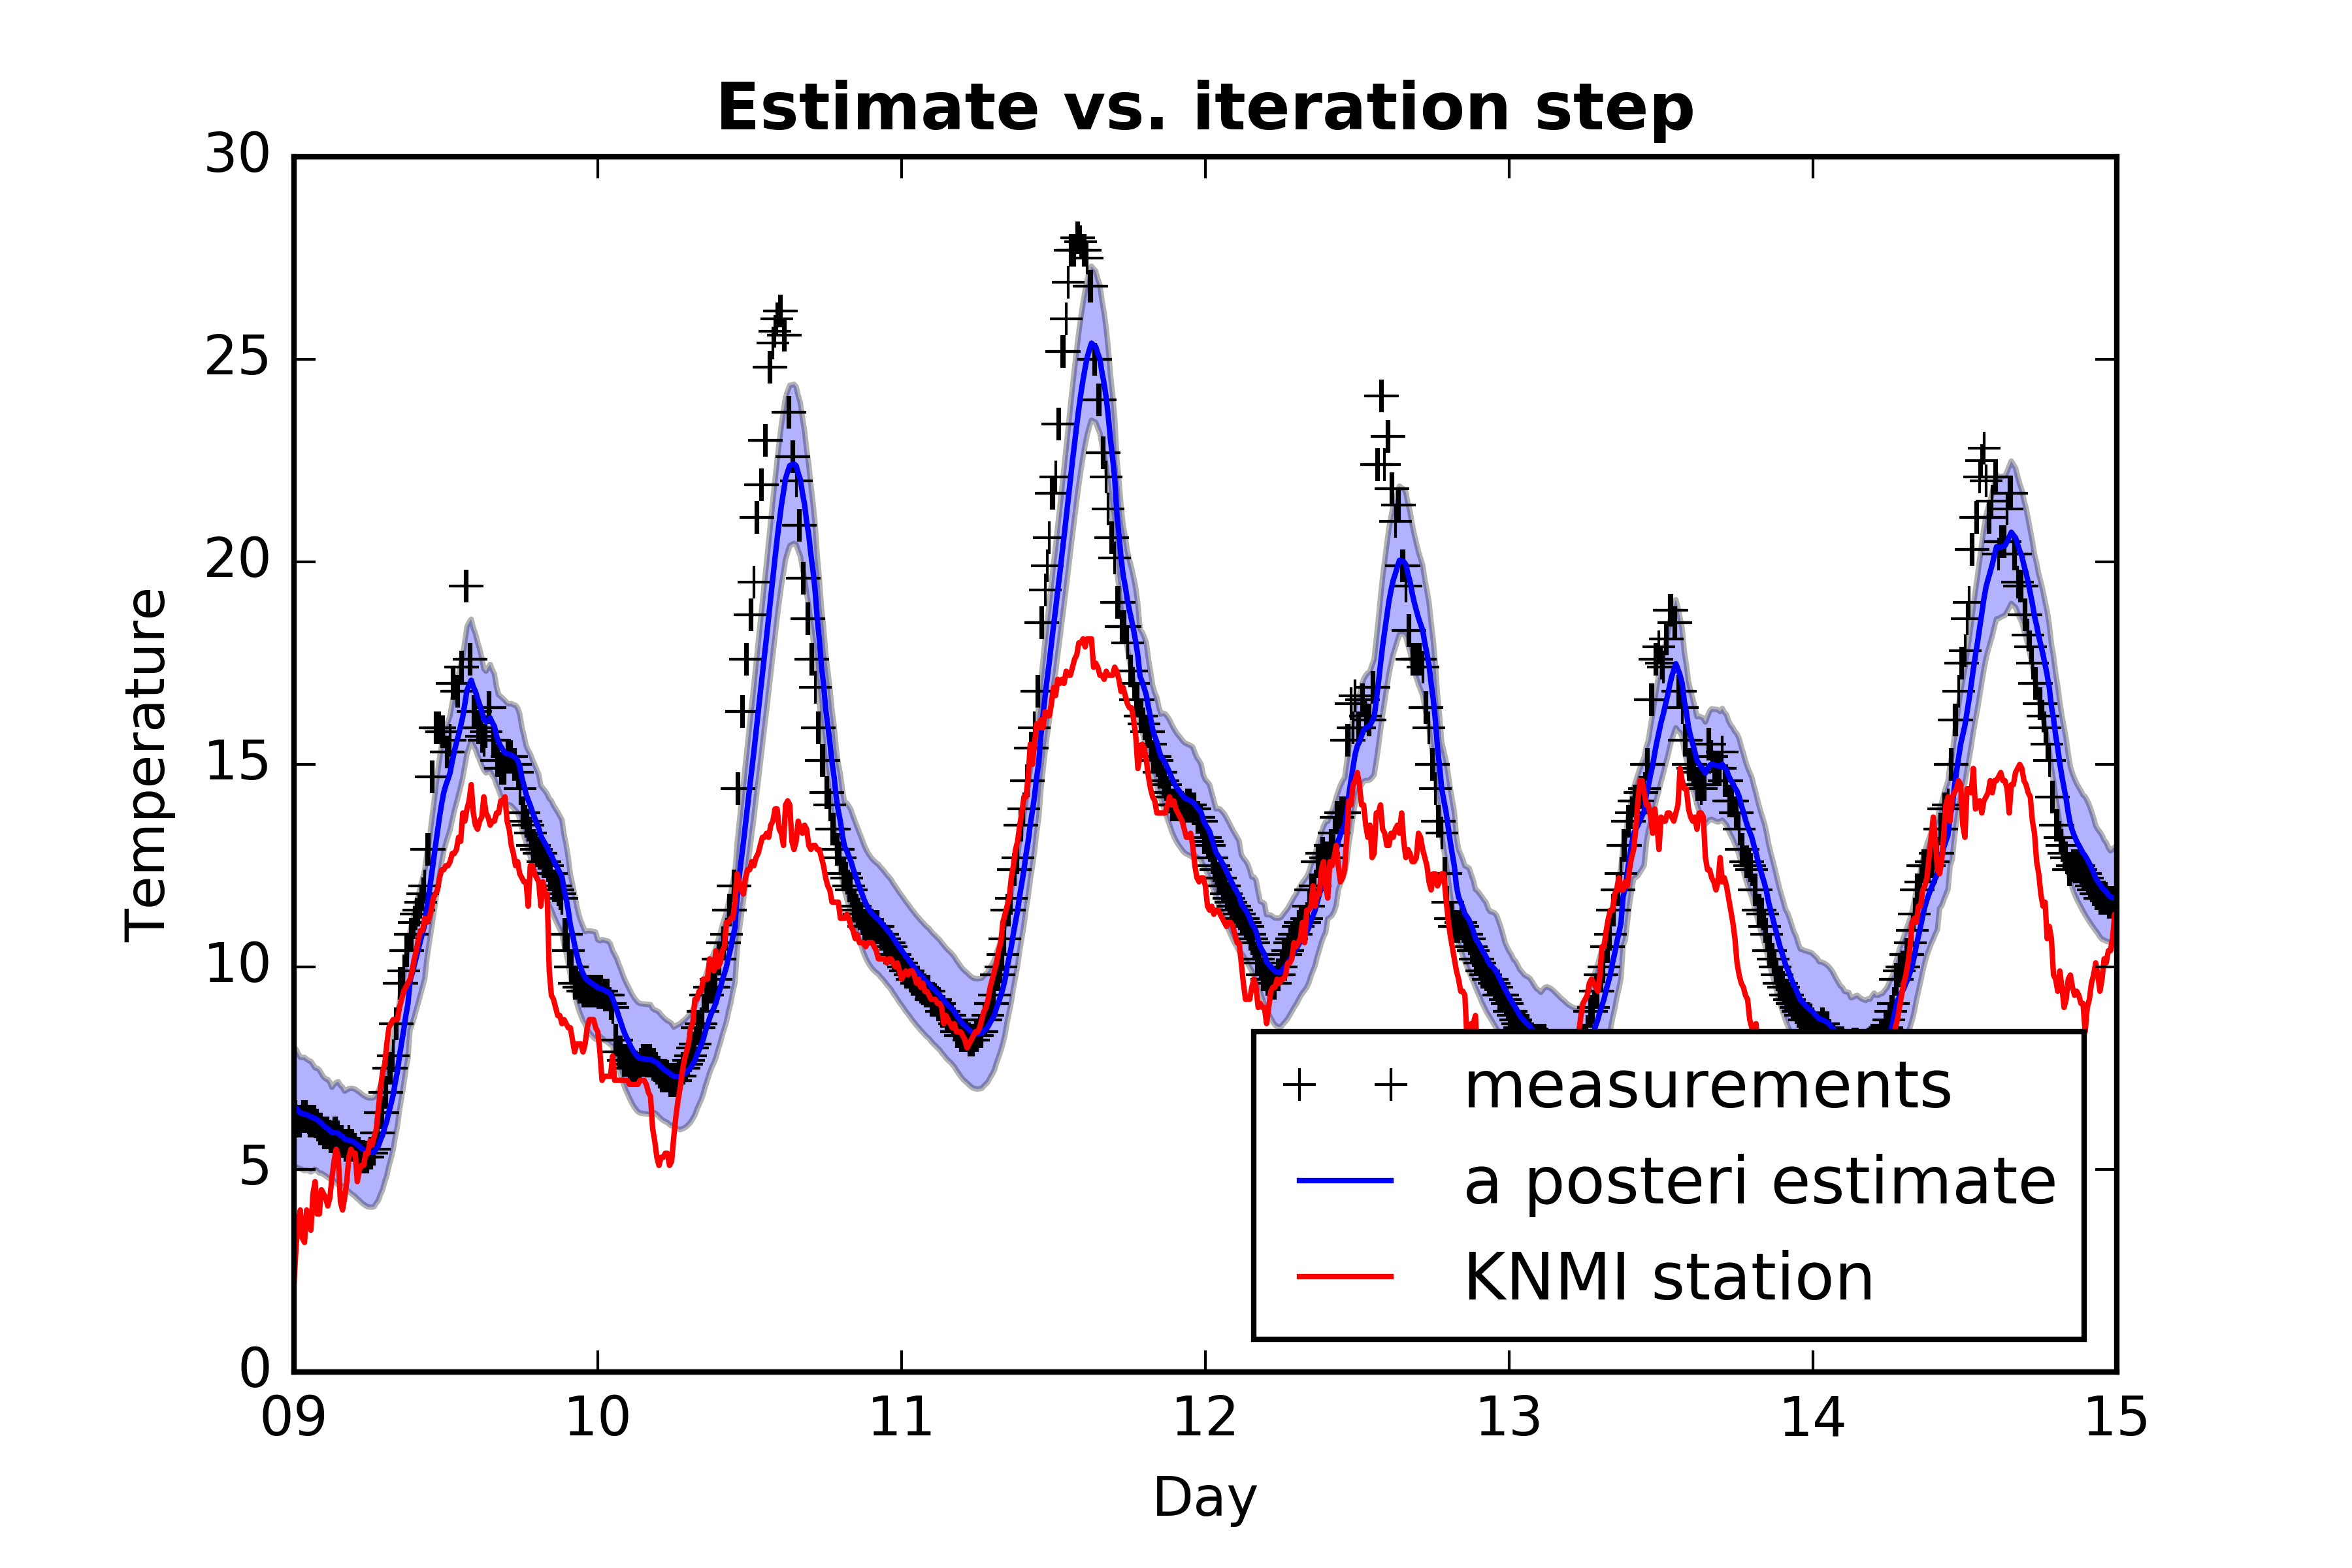 Estimate vs. iteration step
30
25
20
15
10
5
0
Temperature
09 10 11 12 13 14 15
Day
measurements
a posteri estimate
KNMI station